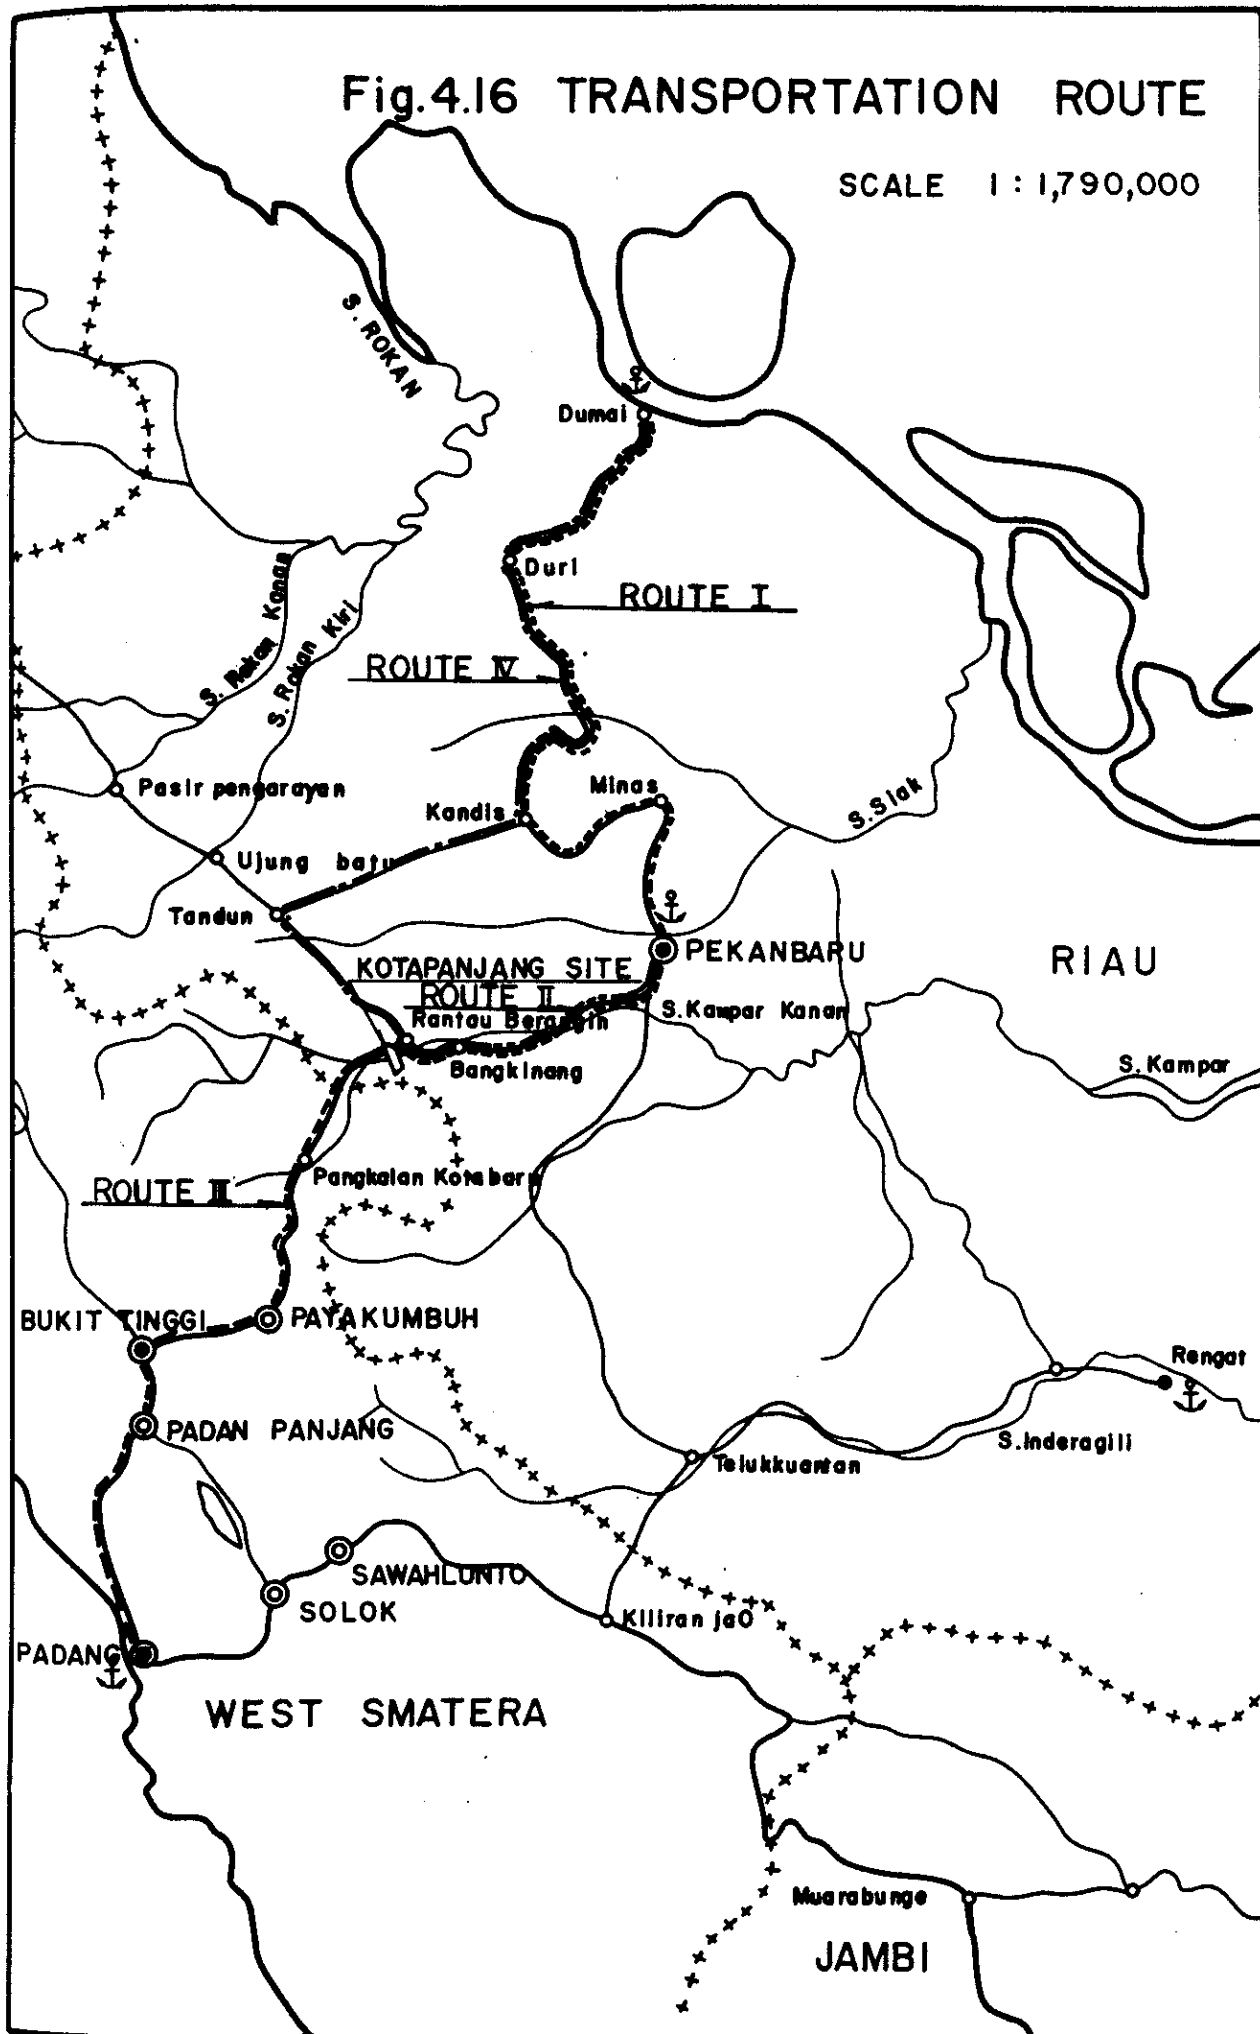 Fig.4.16 TRANSPORTATION ROUTE
SCALE 1 : 1,790,000
S. ROKAN
Dumai
Duri
ROUTE I
S. Rokan Kanan
S. Rokan Kiri
ROUTE IV
Pasir pengarayan
Kandis
Minas
S. Siak
Ujung batu
Tandun
PEKANBARU
RIAU
KOTAPANJANG SITE
ROUTE II
S. Kampar Kanan
Rantau Berangin
Bangkinang
S. Kampar
Pangkalan Kotabaru
ROUTE III
BUKIT TINGGI
PAYAKUMBUH
Rengat
PADAN PANJANG
S. Inderagili
Telukkuantan
SAWAHLUNTO
SOLOK
Kiliran jaO
PADANG
WEST SMATERA
Muarabunge
JAMBI